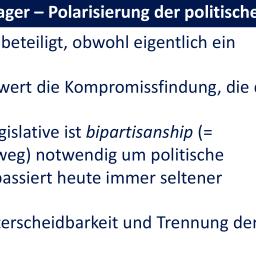 ager – Polarisierung der politische
beteiligt, obwohl eigentlich ein
wert die Kompromissfindung, die
gislative ist bipartisanship (=
weg) notwendig um politische
passiert heute immer seltener
terscheidbarkeit und Trennung der